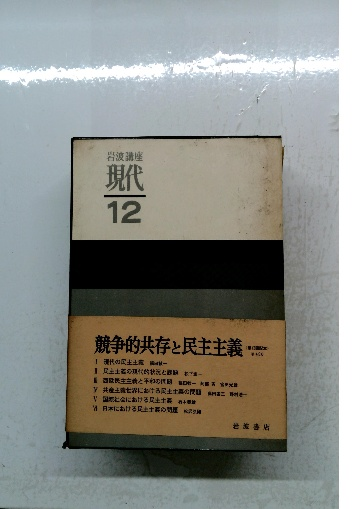 岩波講座
現代
12
競争的共存と民主主義
I 現代の民主主義
II 民主主義の現代的状況と課題
III 西欧民主主義と平和の問題
IV 共産主義世界における民主主義の問題
V 国際社会における民主主義
VI 日本における民主主義の問題
岩波書店